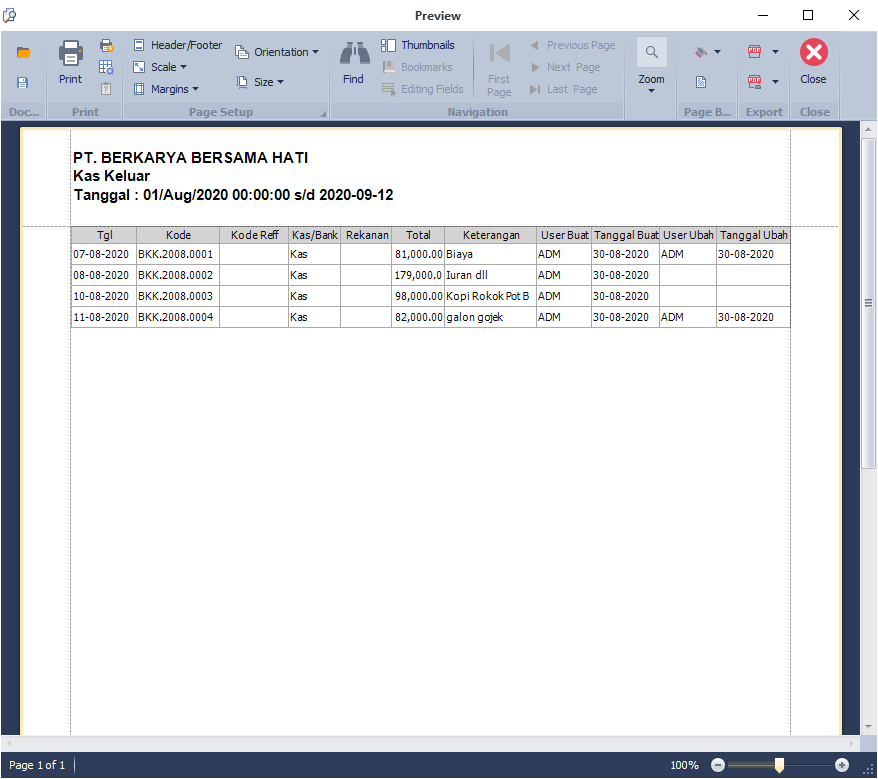 Preview
Header/Footer
Scale
Margins
Orientation
Size
Print
Find
Thumbnails
Bookmarks
Editing Fields
First Page
Previous Page
Next Page
Last Page
Zoom
Close
Doc...
Print
Page Setup
Navigation
Page B...
Export
Close
PT. BERKARYA BERSAMA HATI
Kas Keluar
Tanggal : 01/Aug/2020 00:00:00 s/d 2020-09-12
Tgl Kode Kode Reff Kas/Bank Rekanan Total Keterangan User Buat Tanggal Buat User Ubah Tanggal Ubah
07-08-2020 BKK.2008.0001 Kas 81,000.00 Biaya ADM 30-08-2020 ADM 30-08-2020
08-08-2020 BKK.2008.0002 Kas 179,000.0 Iuran dll ADM 30-08-2020
10-08-2020 BKK.2008.0003 Kas 98,000.00 Kopi Rokok Pot B ADM 30-08-2020
11-08-2020 BKK.2008.0004 Kas 82,000.00 galon gojek ADM 30-08-2020 ADM 30-08-2020
Page 1 of 1
100%